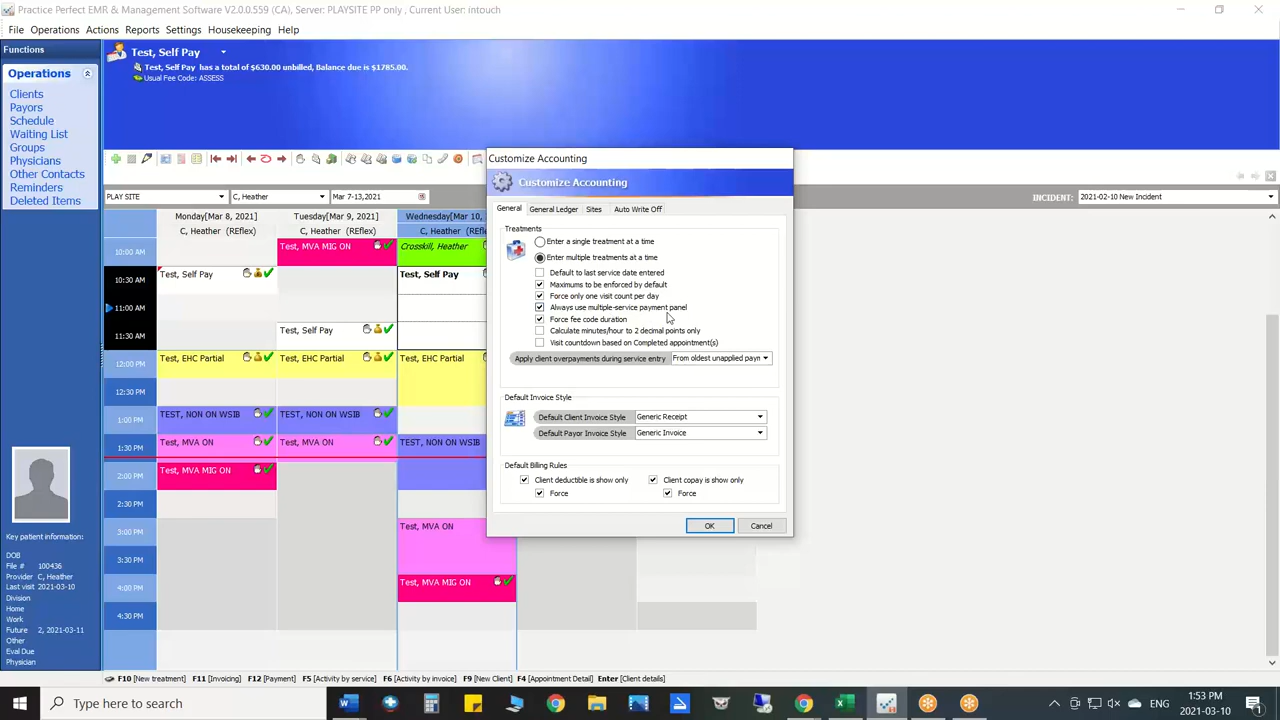 Practice Perfect EMR & Management Software V2.0.0.559 (CA), Server: PLAYSITE PP only , Current User: intouch
File Operations Actions Reports Settings Housekeeping Help
Functions
Operations
Clients
Payors
Schedule
Waiting List
Groups
Physicians
Other Contacts
Reminders
Deleted Items
Test, Self Pay
Test, Self Pay has a total of $630.00 unbilled, Balance due is $1785.00.
Usual Fee Code: ASSESS
PLAY SITE C, Heather Mar 7-13,2021 INCIDENT: 2021-02-10 New Incident
Monday[Mar 8, 2021] Tuesday[Mar 9, 2021] Wednesday[Mar 10,
C, Heather (REflex) C, Heather (REflex) C, Heather (REflex)
10:00 AM Test, MVA MIG ON Crosskill, Heather
10:30 AM Test, Self Pay Test, Self Pay
11:00 AM
11:30 AM Test, Self Pay
12:00 PM Test, EHC Partial Test, EHC Partial Test, EHC Partial
12:30 PM
1:00 PM TEST, NON ON WSIB TEST, NON ON WSIB
1:30 PM Test, MVA ON Test, MVA ON TEST, NON ON WSIB
2:00 PM Test, MVA MIG ON
2:30 PM
3:00 PM Test, MVA ON
3:30 PM
4:00 PM Test, MVA MIG ON
4:30 PM
Customize Accounting
Customize Accounting
General General Ledger Sites Auto Write Off
Treatments
Enter a single treatment at a time
Enter multiple treatments at a time
Default to last service date entered
Maximums to be enforced by default
Force only one visit count per day
Always use multiple-service payment panel
Force fee code duration
Calculate minutes/hour to 2 decimal points only
Visit countdown based on Completed appointment(s)
Apply client overpayments during service entry From oldest unapplied payn
Default Invoice Style
Default Client Invoice Style Generic Receipt
Default Payor Invoice Style Generic Invoice
Default Billing Rules
Client deductible is show only Client copay is show only
Force Force
OK Cancel
Key patient information:
DOB
File # 100436
Provider C, Heather
Last visit 2021-03-10
Division
Home
Work
Future 2, 2021-03-11
Other
Eval Due
Physician
F10 [New treatment] F11 [Invoicing] F12 [Payment] F5 [Activity by service] F6 [Activity by invoice] F9 [New Client] F4 [Appointment Detail] Enter [Client details]
Type here to search
ENG
1:53 PM
2021-03-10